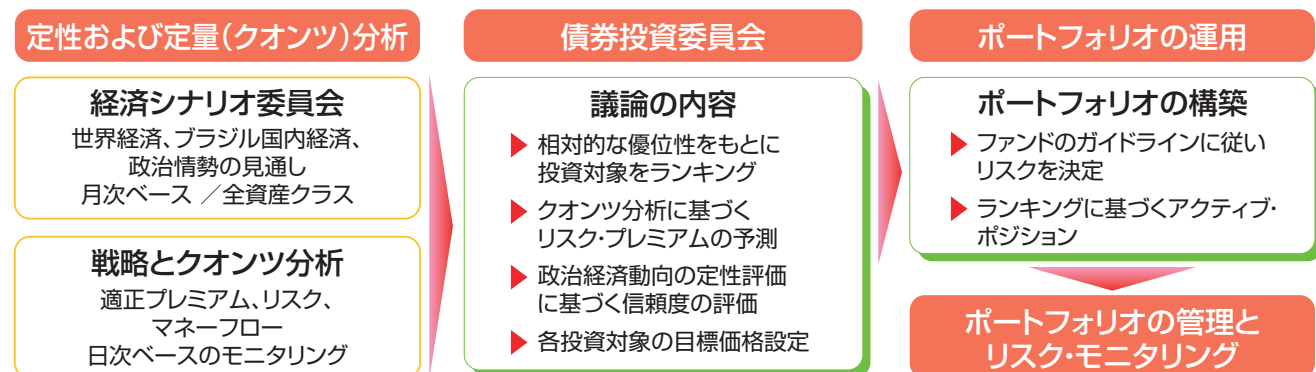 定性および定量(クオンツ)分析
経済シナリオ委員会
世界経済、ブラジル国内経済、
政治情勢の見通し
月次ベース ／全資産クラス
戦略とクオンツ分析
適正プレミアム、リスク、
マネーフロー
日次ベースのモニタリング
債券投資委員会
議論の内容
相対的な優位性をもとに
投資対象をランキング
クオンツ分析に基づく
リスク・プレミアムの予測
政治経済動向の定性評価
に基づく信頼度の評価
各投資対象の目標価格設定
ポートフォリオの運用
ポートフォリオの構築
ファンドのガイドラインに従い
リスクを決定
ランキングに基づくアクティブ・
ポジション
ポートフォリオの管理と
リスク・モニタリング